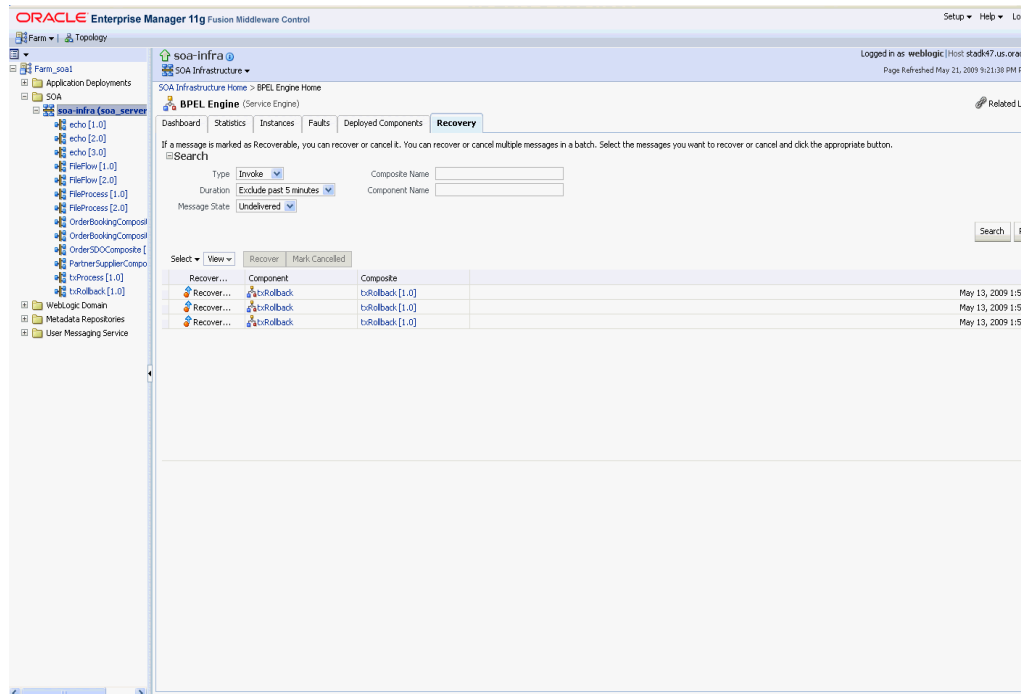 ORACLE Enterprise Manager 11g Fusion Middleware Control
Setup Help
Farm Topology
Farm_soa1
Application Deployments
SOA
soa-infra (soa_server
echo [1.0]
echo [2.0]
echo [3.0]
FileFlow [1.0]
FileFlow [2.0]
FileProcess [1.0]
FileProcess [2.0]
OrderBookingComposi
OrderBookingComposi
OrderSDOComposite [
PartnerSupplierCompo
txProcess [1.0]
txRollback [1.0]
WebLogic Domain
Metadata Repositories
User Messaging Service
soa-infra
Logged in as weblogic|Host stadk47.us.ora
SOA Infrastructure
Page Refreshed May 21, 2009 9:21:38 PM
SOA Infrastructure Home > BPEL Engine Home
BPEL Engine (Service Engine)
Related
Dashboard Statistics Instances Faults Deployed Components Recovery
If a message is marked as Recoverable, you can recover or cancel it. You can recover or cancel multiple messages in a batch. Select the messages you want to recover or cancel and click the appropriate button.
Search
Type Invoke Composite Name
Duration Exclude past 5 minutes Component Name
Message State Undelivered
Search
Select View Recover Mark Cancelled
Recover... Component Composite
Recover... txRollback txRollback [1.0] May 13, 2009 1:5
Recover... txRollback txRollback [1.0] May 13, 2009 1:5
Recover... txRollback txRollback [1.0] May 13, 2009 1:5